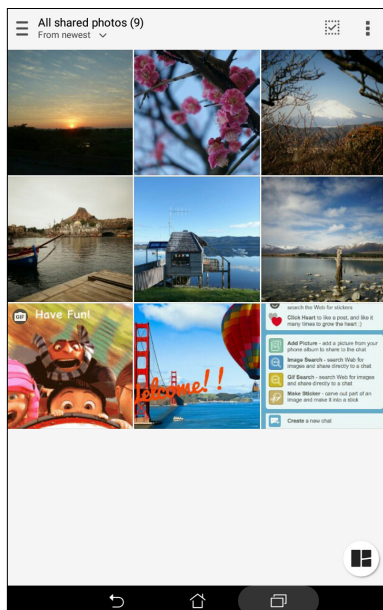 All shared photos (9)
From newest
GIF
Have Fun!
Welcome!!
search the Web for stickers
Click Heart to like a post, and like it
many times to grow the heart :)
Add Picture - add a picture from your
phone album to share to the chat
Image Search - search Web for
images and share directly to a chat
Gif Search - search Web for images
and share directly to a chat
Make Sticker - carve out part of an
image and make it into a stick
Create a new chat